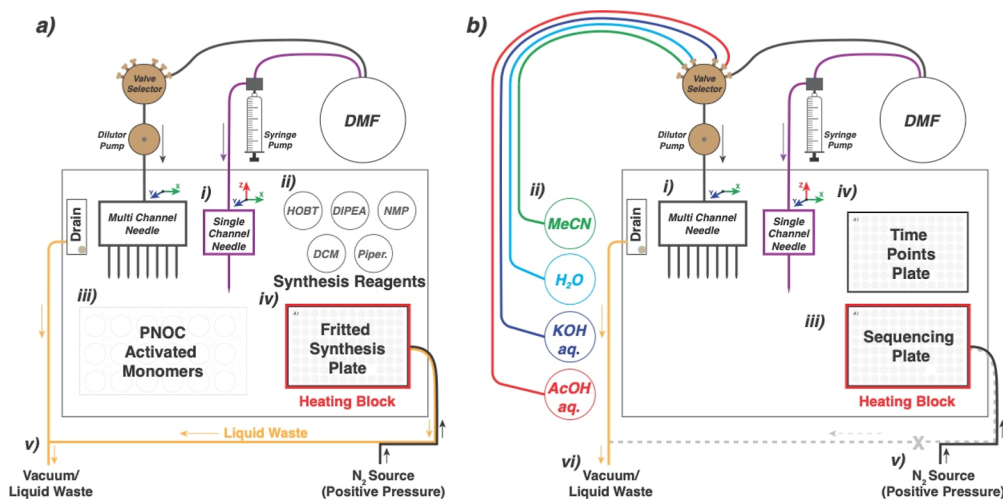 a)
Valve
Selector
Dilutor
Pump
Syringe
Pump
DMF
i)
ii)
Drain
Y
X
Z
Y
X
Multi Channel
Needle
Single
Channel
Needle
HOBT
DIPEA
NMP
DCM
Piper.
Synthesis Reagents
iii)
PNOC
Activated
Monomers
iv)
A1
Fritted
Synthesis
Plate
Heating Block
v)
Liquid Waste
Vacuum/
Liquid Waste
N2 Source
(Positive Pressure)
b)
Valve
Selector
Dilutor
Pump
Syringe
Pump
DMF
ii)
MeCN
H2O
KOH
aq.
AcOH
aq.
i)
Drain
Y
X
Z
Y
X
Multi Channel
Needle
Single
Channel
Needle
iv)
A1
Time
Points
Plate
iii)
A1
Sequencing
Plate
Heating Block
vi)
X
v)
Vacuum/
Liquid Waste
N2 Source
(Positive Pressure)